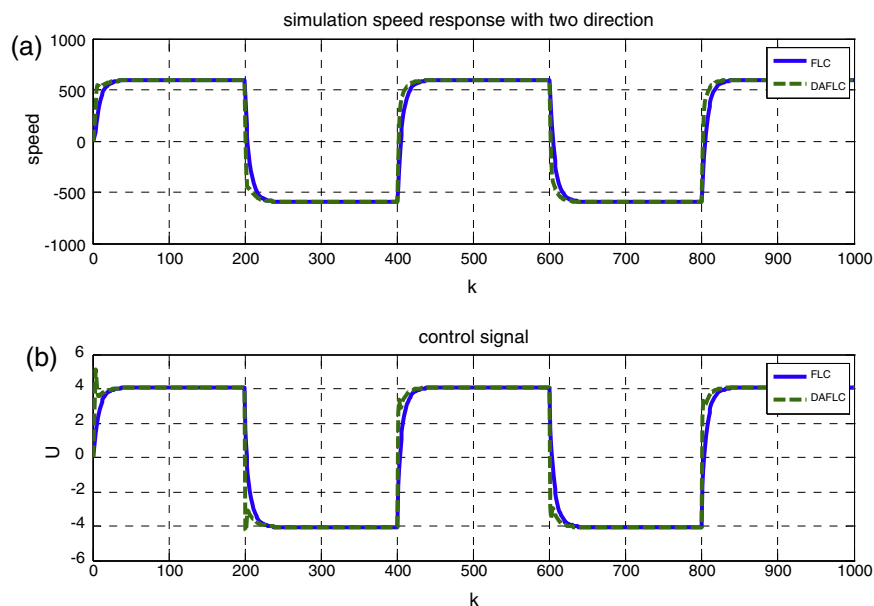 simulation speed response with two direction
(a)
1000
500
0
-500
-1000
speed
FLC
DAFLC
0 100 200 300 400 500 600 700 800 900 1000
k
control signal
(b)
6
4
2
0
-2
-4
-6
U
FLC
DAFLC
0 100 200 300 400 500 600 700 800 900 1000
k